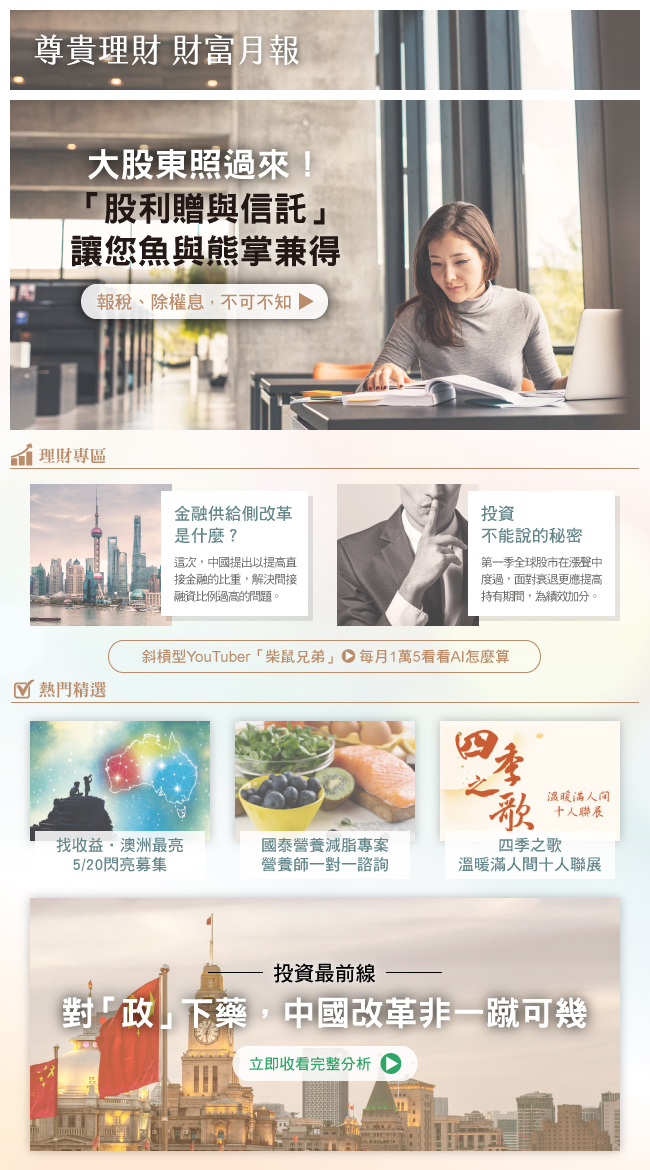 尊貴理財 財富月報
大股東照過來！
「股利贈與信託」
讓您魚與熊掌兼得
報稅、除權息，不可不知 ▶
理財專區
金融供給側改革
是什麼？
這次，中國提出以提高直
接金融的比重，解決間接
融資比例過高的問題。
投資
不能說的秘密
第一季全球股市在漲聲中
度過，面對衰退更應提高
持有期間，為績效加分。
斜槓型YouTuber「柴鼠兄弟」▶每月1萬5看看AI怎麼算
熱門精選
四季之歌
溫暖滿人間
十人聯展
找收益・澳洲最亮
5/20閃亮募集
國泰營養減脂專案
營養師一對一諮詢
四季之歌
溫暖滿人間十人聯展
投資最前線
對「政」下藥，中國改革非一蹴可幾
立即收看完整分析